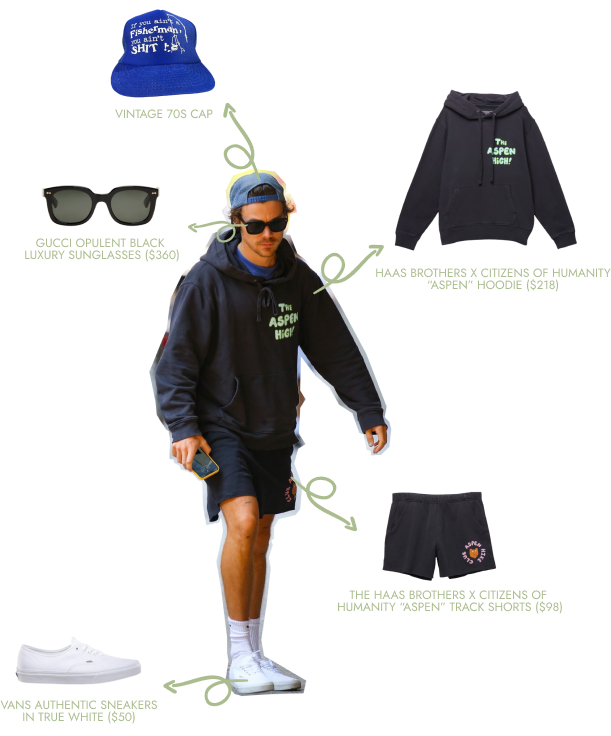 If you ain't a
Fisherman,
you ain't
SHIT
VINTAGE 70S CAP
THE
ASPEN
HIGH!
GUCCI OPULENT BLACK
LUXURY SUNGLASSES ($360)
HAAS BROTHERS X CITIZENS OF HUMANITY
“ASPEN” HOODIE ($218)
THE
ASPEN
HIGH!
ASPEN HIKE CLUB
THE HAAS BROTHERS X CITIZENS OF
HUMANITY “ASPEN” TRACK SHORTS ($98)
VANS AUTHENTIC SNEAKERS
IN TRUE WHITE ($50)